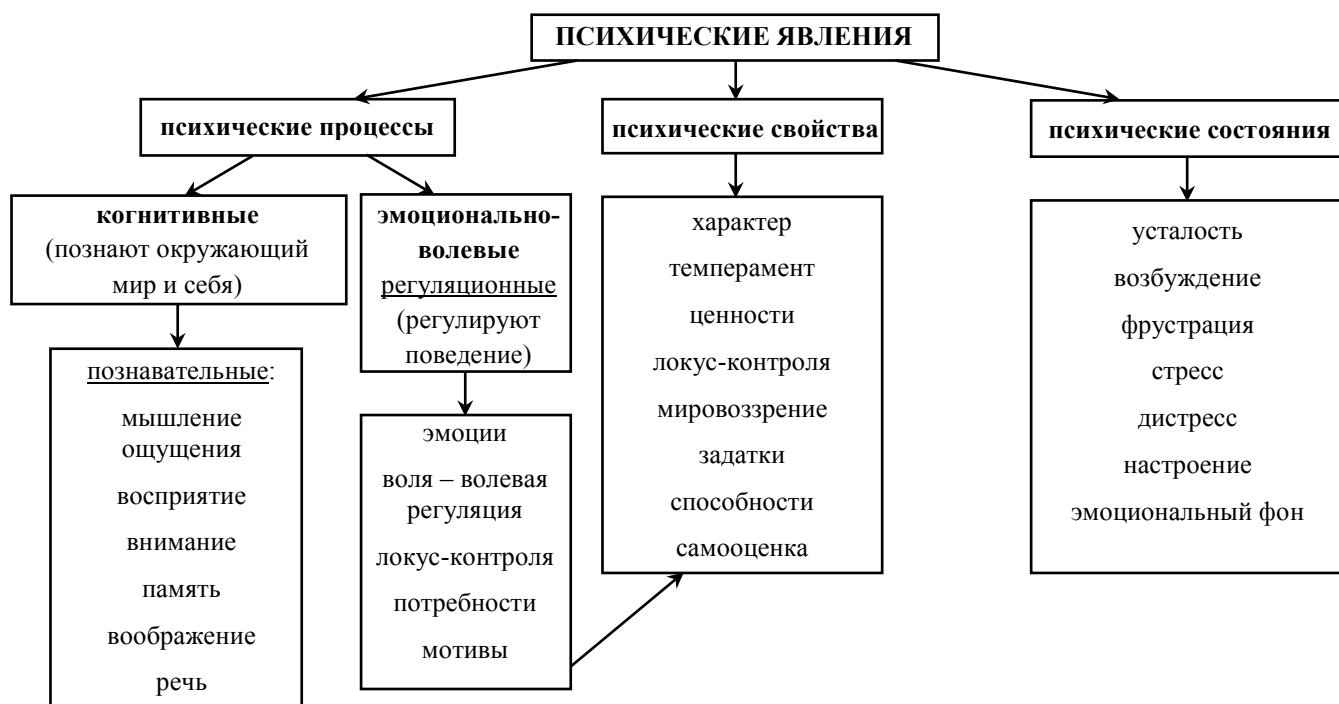 ПСИХИЧЕСКИЕ ЯВЛЕНИЯ
психические процессы
психические свойства
психические состояния
когнитивные
(познают окружающий
мир и себя)
эмоционально-
волевые
регуляционные
(регулируют
поведение)
познавательные:
мышление
ощущения
восприятие
внимание
память
воображение
речь
эмоции
воля – волевая
регуляция
локус-контроля
потребности
мотивы
характер
темперамент
ценности
локус-контроля
мировоззрение
задатки
способности
самооценка
усталость
возбуждение
фрустрация
стресс
дистресс
настроение
эмоциональный фон